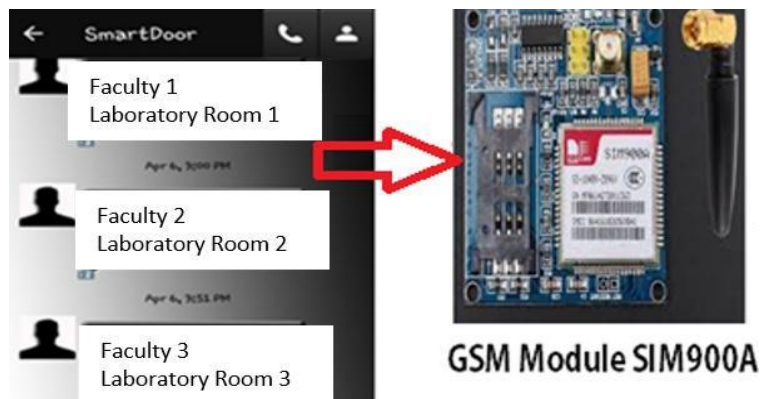 SmartDoor
Faculty 1
Laboratory Room 1
Apr 6, 3:00 PM
Faculty 2
Laboratory Room 2
Apr 6, 3:51 PM
Faculty 3
Laboratory Room 3
SIM900A
GSM Module SIM900A